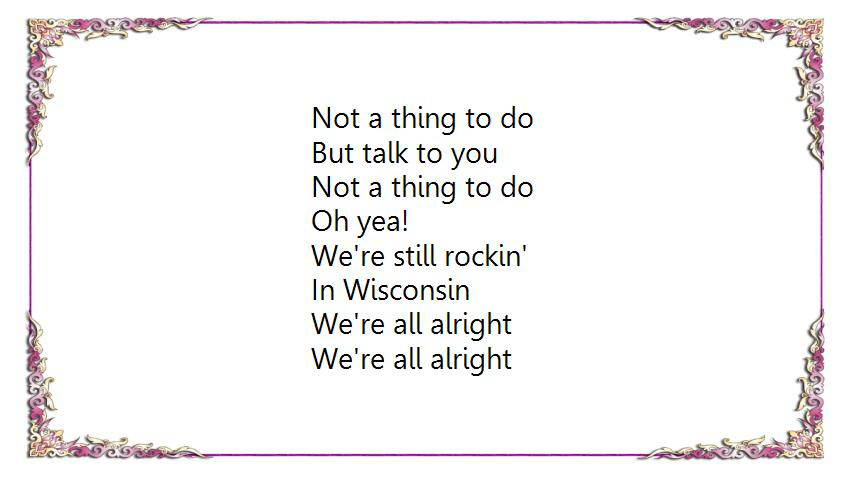 Not a thing to do
But talk to you
Not a thing to do
Oh yea!
We're still rockin'
In Wisconsin
We're all alright
We're all alright